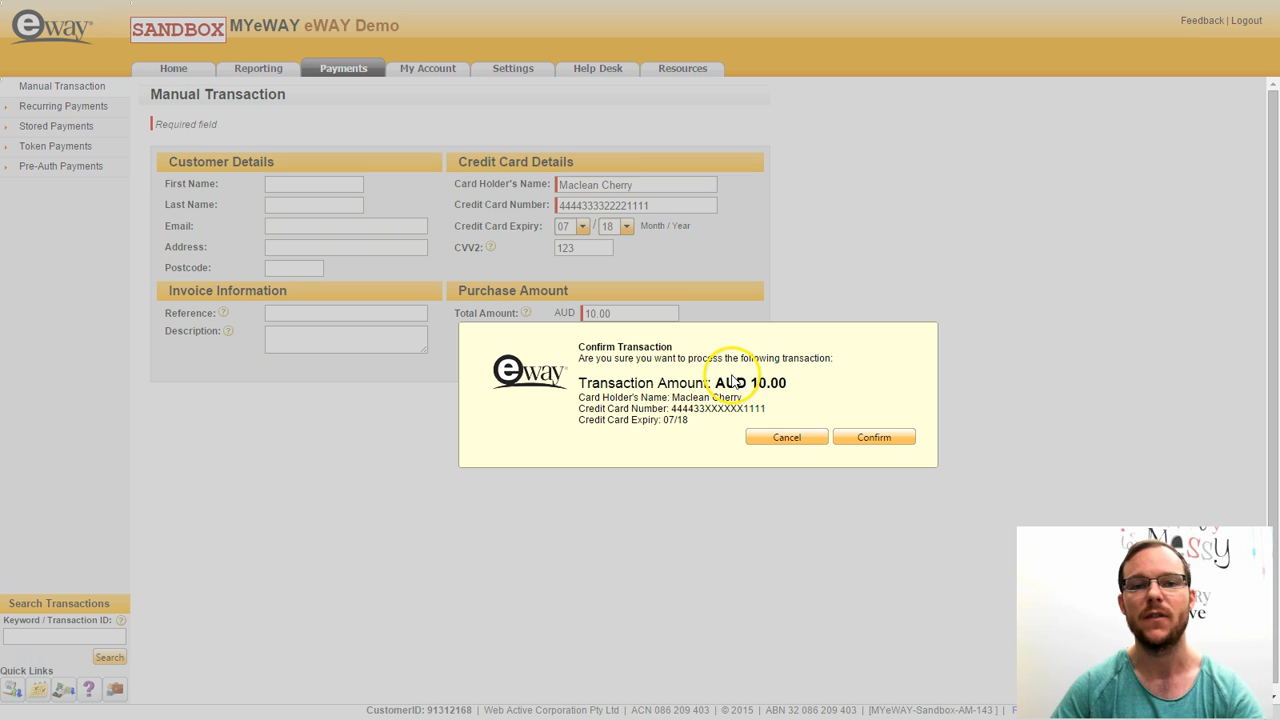 eway
SANDBOX MYeWAY eWAY Demo
Feedback | Logout
Home Reporting Payments My Account Settings Help Desk Resources
Manual Transaction
Recurring Payments
Stored Payments
Token Payments
Pre-Auth Payments
Manual Transaction
Required field
Customer Details
First Name:
Last Name:
Email:
Address:
Postcode:
Credit Card Details
Card Holder's Name: Maclean Cherry
Credit Card Number: 4444333322221111
Credit Card Expiry: 07 / 18 Month / Year
CVV2: ? 123
Invoice Information
Reference: ?
Description: ?
Purchase Amount
Total Amount: ? AUD 10.00
Confirm Transaction
Are you sure you want to process the following transaction:
eway
Transaction Amount: AUD 10.00
Card Holder's Name: Maclean Cherry
Credit Card Number: 444433XXXXXX1111
Credit Card Expiry: 07/18
Cancel Confirm
Search Transactions
Keyword / Transaction ID: ?
Search
Quick Links
?
is Messy
CustomerID: 91312168 | Web Active Corporation Pty Ltd | ACN 086 209 403 | © 2015 | ABN 32 086 209 403 | [MYeWAY-Sandbox-AM-143 ] |